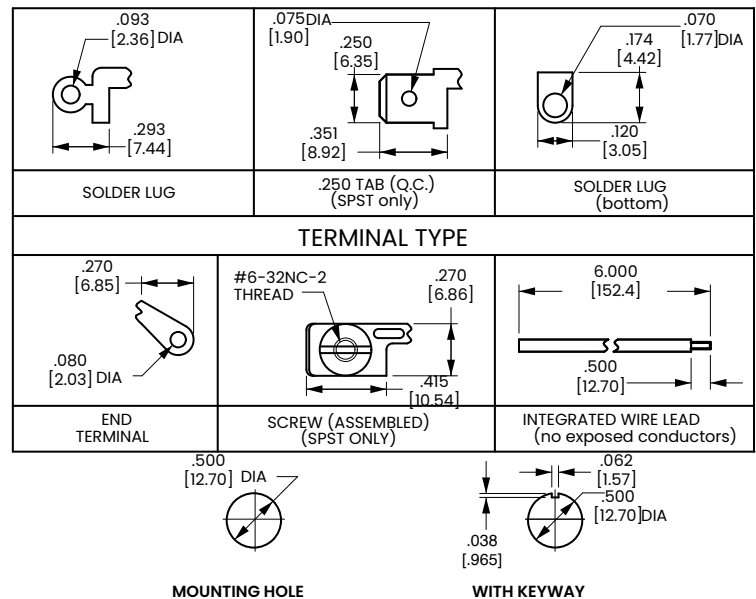 .093
[2.36] DIA
.293
[7.44]
SOLDER LUG
.075DIA
[1.90]
.250
[6.35]
.351
[8.92]
.250 TAB (Q.C.)
(SPST only)
.070
[1.77]DIA
.174
[4.42]
.120
[3.05]
SOLDER LUG
(bottom)
TERMINAL TYPE
.270
[6.85]
.080
[2.03] DIA
END
TERMINAL
#6-32NC-2
THREAD
.270
[6.86]
.415
[10.54]
SCREW (ASSEMBLED)
(SPST ONLY)
6.000
[152.4]
.500
[12.70]
INTEGRATED WIRE LEAD
(no exposed conductors)
.500
[12.70] DIA
MOUNTING HOLE
.062
[1.57]
.500
[12.70]DIA
.038
[.965]
WITH KEYWAY